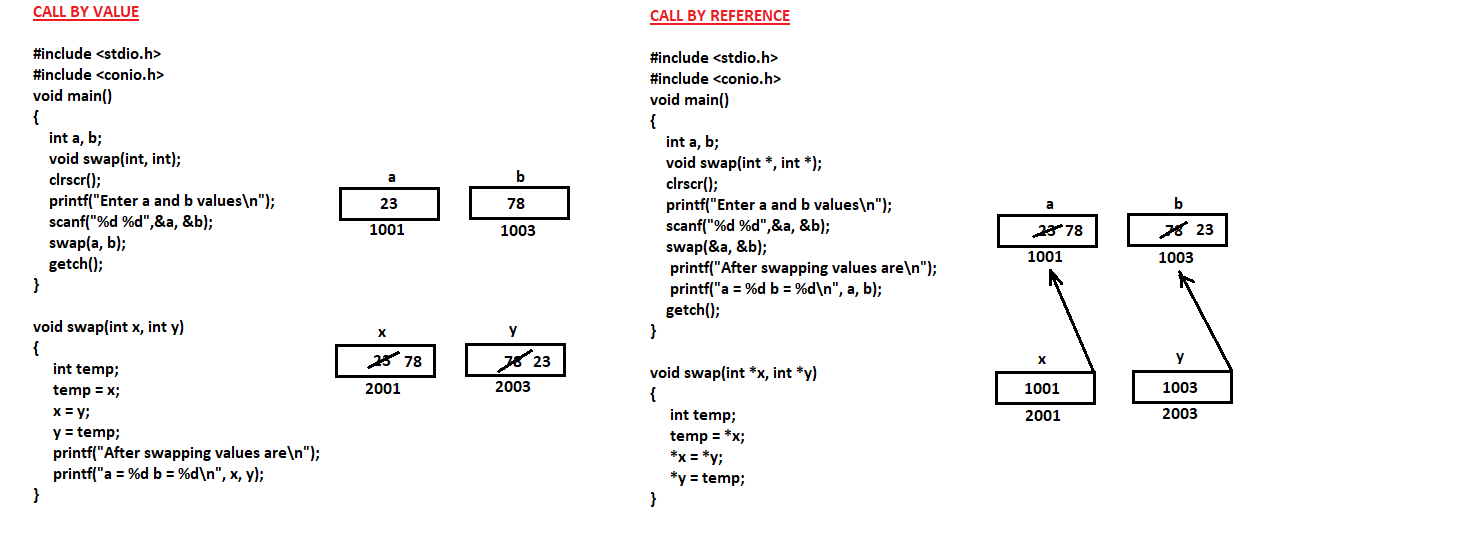 CALL BY VALUE
#include <stdio.h>
#include <conio.h>
void main()
{
int a, b;
void swap(int, int);
clrscr();
printf("Enter a and b values\n");
scanf("%d %d",&a, &b);
swap(a, b);
getch();
}
void swap(int x, int y)
{
int temp;
temp = x;
x = y;
y = temp;
printf("After swapping values are\n");
printf("a = %d b = %d\n", x, y);
}
a b
23 78
1001 1003
x y
23 78 78 23
2001 2003
CALL BY REFERENCE
#include <stdio.h>
#include <conio.h>
void main()
{
int a, b;
void swap(int *, int *);
clrscr();
printf("Enter a and b values\n");
scanf("%d %d",&a, &b);
swap(&a, &b);
printf("After swapping values are\n");
printf("a = %d b = %d\n", a, b);
getch();
}
void swap(int *x, int *y)
{
int temp;
temp = *x;
*x = *y;
*y = temp;
}
a b
23 78 78 23
1001 1003
x y
1001 1003
2001 2003